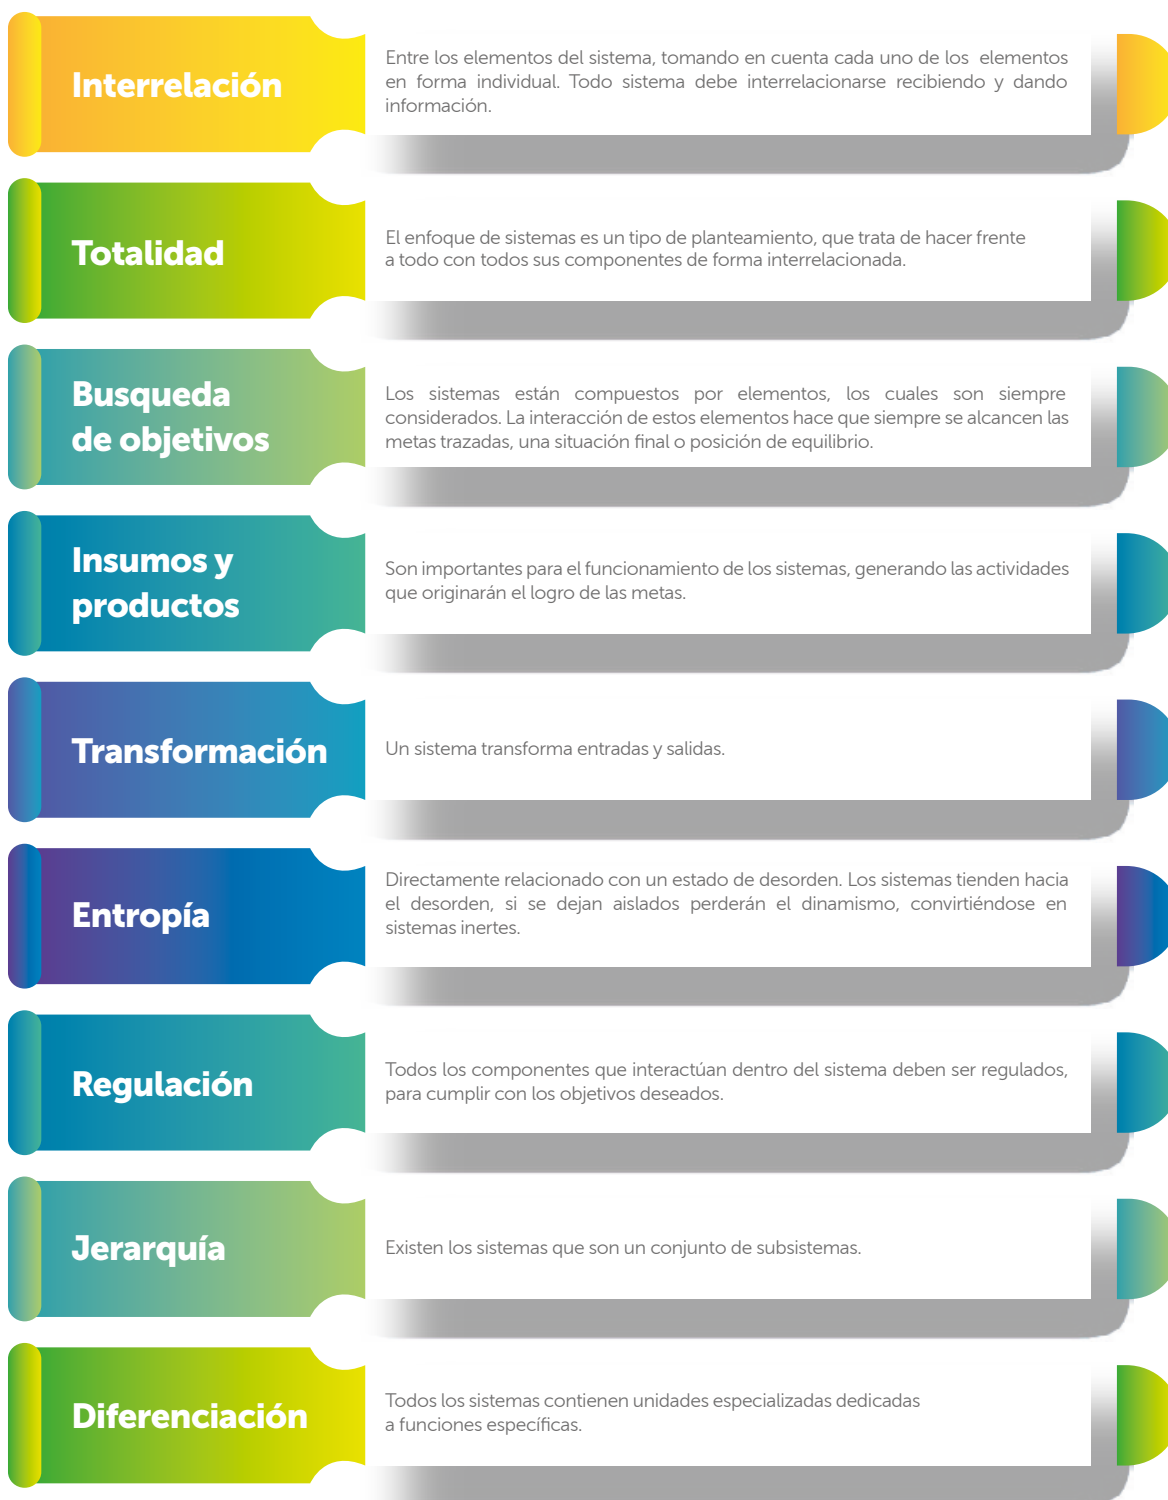 Interrelación
Entre los elementos del sistema, tomando en cuenta cada uno de los elementos
en forma individual. Todo sistema debe interrelacionarse recibiendo y dando
información.
Totalidad
El enfoque de sistemas es un tipo de planteamiento, que trata de hacer frente
a todo con todos sus componentes de forma interrelacionada.
Busqueda
de objetivos
Los sistemas están compuestos por elementos, los cuales son siempre
considerados. La interacción de estos elementos hace que siempre se alcancen las
metas trazadas, una situación final o posición de equilibrio.
Insumos y
productos
Son importantes para el funcionamiento de los sistemas, generando las actividades
que originarán el logro de las metas.
Transformación
Un sistema transforma entradas y salidas.
Entropía
Directamente relacionado con un estado de desorden. Los sistemas tienden hacia
el desorden, si se dejan aislados perderán el dinamismo, convirtiéndose en
sistemas inertes.
Regulación
Todos los componentes que interactúan dentro del sistema deben ser regulados,
para cumplir con los objetivos deseados.
Jerarquía
Existen los sistemas que son un conjunto de subsistemas.
Diferenciación
Todos los sistemas contienen unidades especializadas dedicadas
a funciones específicas.